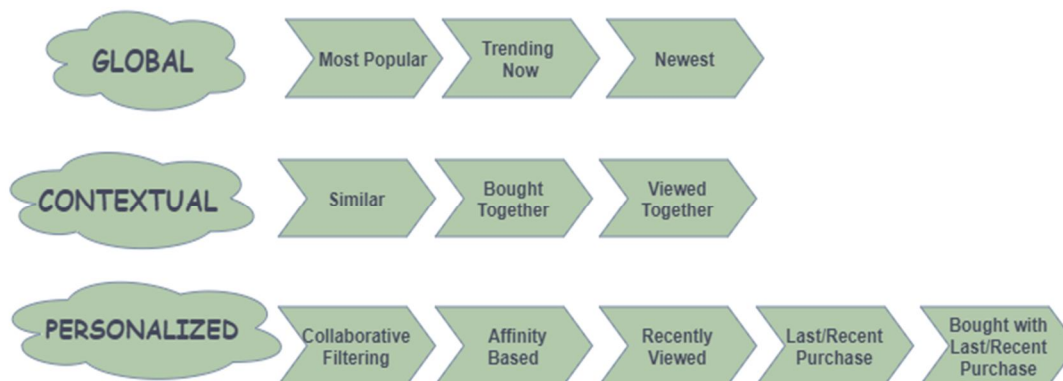 GLOBAL
Most Popular
Trending
Now
Newest
CONTEXTUAL
Similar
Bought
Together
Viewed
Together
PERSONALIZED
Collaborative
Filtering
Affinity
Based
Recently
Viewed
Last/Recent
Purchase
Bought with
Last/Recent
Purchase